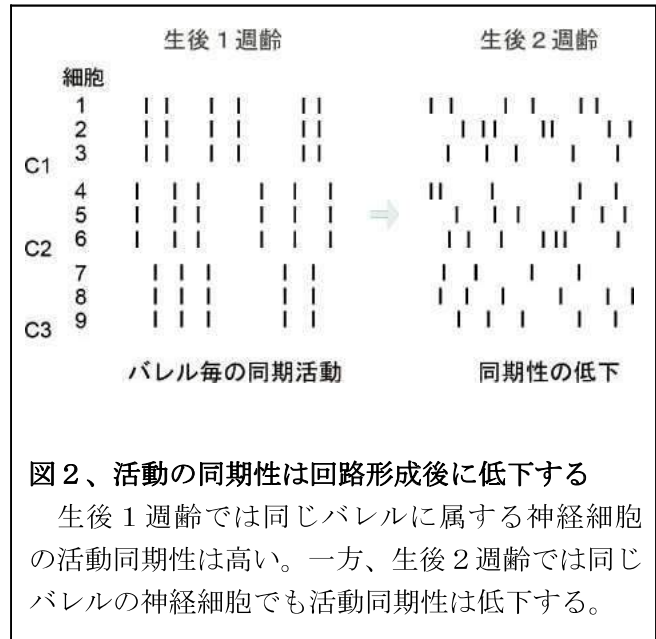 生後１週齢　生後２週齢
細胞
1
2
3
C1
4
5
6
C2
7
8
9
C3
バレル毎の同期活動　同期性の低下
図２、活動の同期性は回路形成後に低下する
　生後１週齢では同じバレルに属する神経細胞
の活動同期性は高い。一方、生後２週齢では同じ
バレルの神経細胞でも活動同期性は低下する。